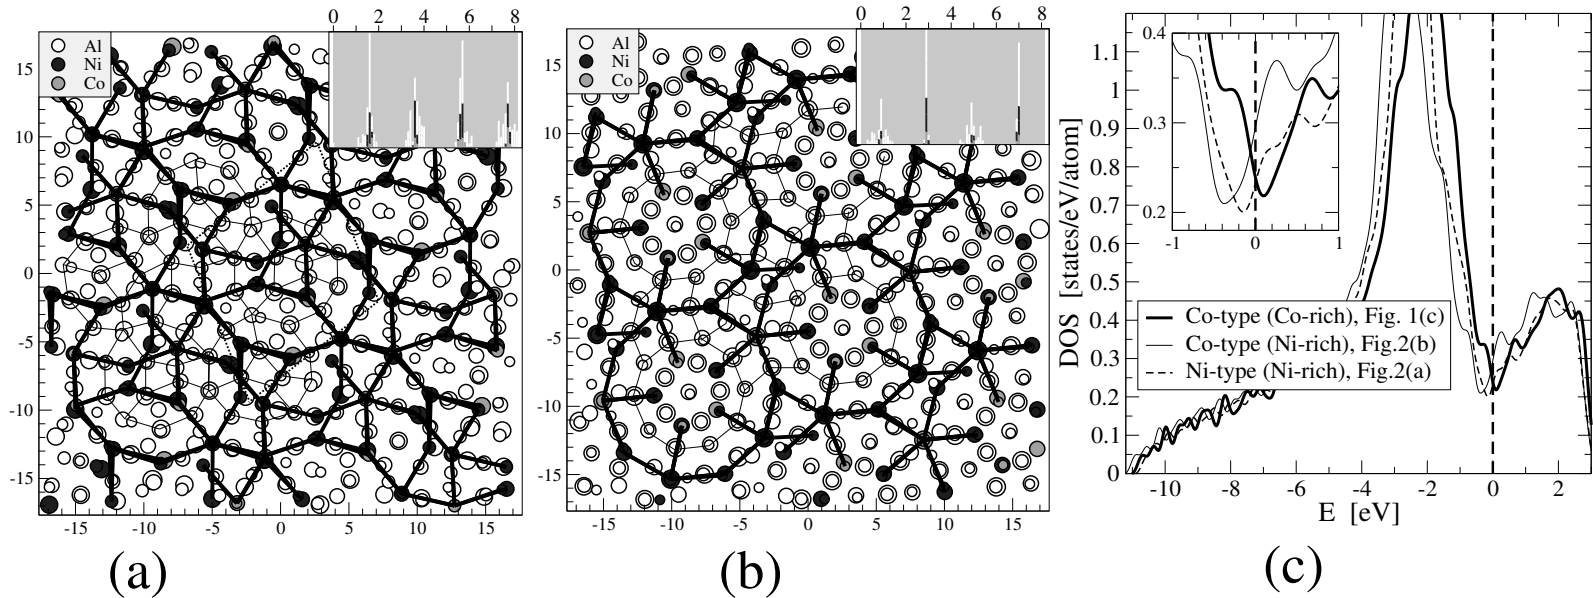 0 2 4 6 8
Al
Ni
Co
15
10
5
0
-5
-10
-15
-15 -10 -5 0 5 10 15
(a)
0 2 4 6 8
Al
Ni
Co
15
10
5
0
-5
-10
-15
-15 -10 -5 0 5 10 15
(b)
DOS [states/eV/atom]
1.1
1
0.9
0.8
0.7
0.6
0.5
0.4
0.3
0.2
0.1
0
0.4
0.3
0.2
-1 0 1
Co-type (Co-rich), Fig. 1(c)
Co-type (Ni-rich), Fig.2(b)
Ni-type (Ni-rich), Fig.2(a)
-10 -8 -6 -4 -2 0 2
E [eV]
(c)